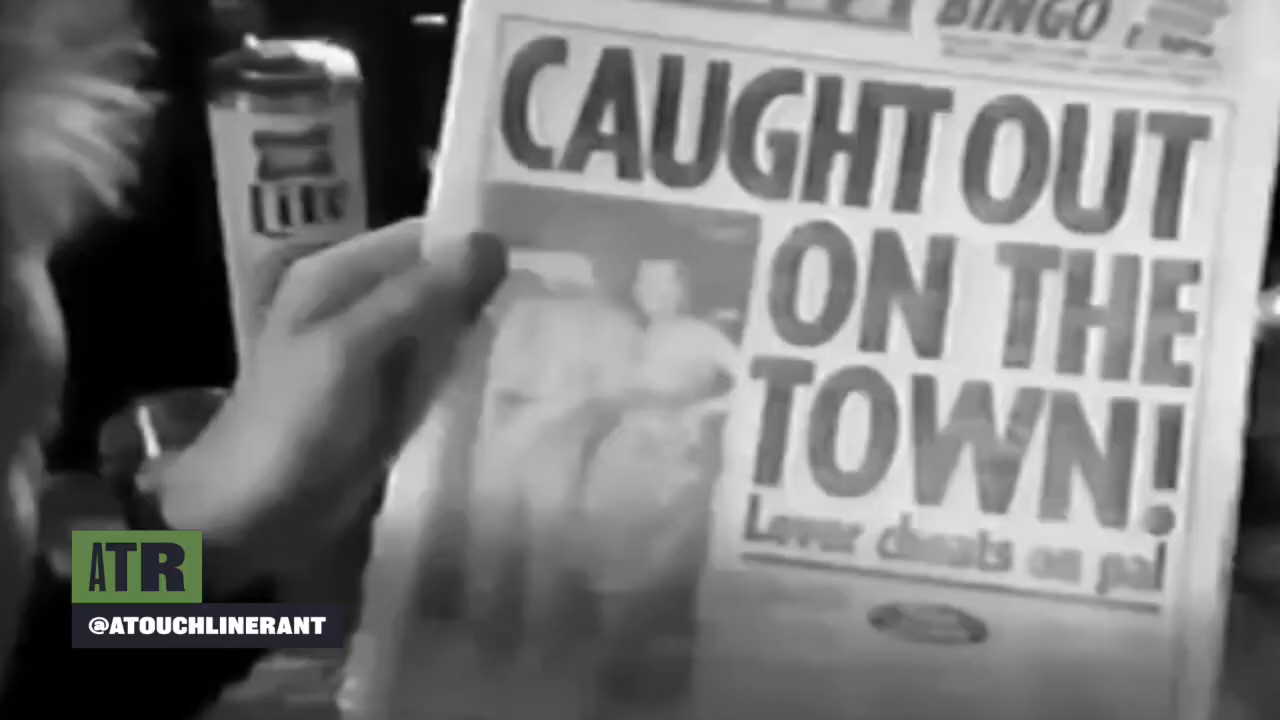 BINGO
CAUGHT OUT
ON THE
TOWN!
Lover cheats on pal
ATR
@ATOUCHLINERANT